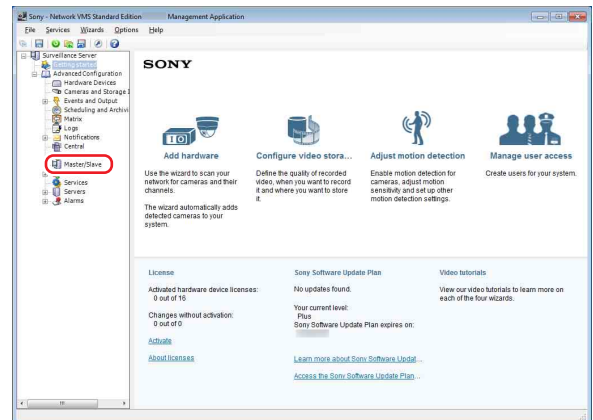 Sony - Network VMS Standard Edition Management Application
File Services Wizards Options Help
Surveillance Server
Getting started
Advanced Configuration
Hardware Devices
Cameras and Storage I
Events and Output
Scheduling and Archivi
Matrix
Logs
Notifications
Central
Master/Slave
Services
Servers
Alarms
SONY
Add hardware
Use the wizard to scan your
network for cameras and their
channels.
The wizard automatically adds
detected cameras to your
system.
Configure video stora...
Define the quality of recorded
video, when you want to record
it and where you want to store
it.
Adjust motion detection
Enable motion detection for
cameras, adjust motion
sensitivity and set up other
motion detection settings.
Manage user access
Create users for your system.
License
Activated hardware device licenses:
0 out of 16
Changes without activation:
0 out of 0
Activate
About licenses
Sony Software Update Plan
No updates found.
Your current level:
Plus
Sony Software Update Plan expires on:
Learn more about Sony Software Updat...
Access the Sony Software Update Plan...
Video tutorials
View our video tutorials to learn more on
each of the four wizards.